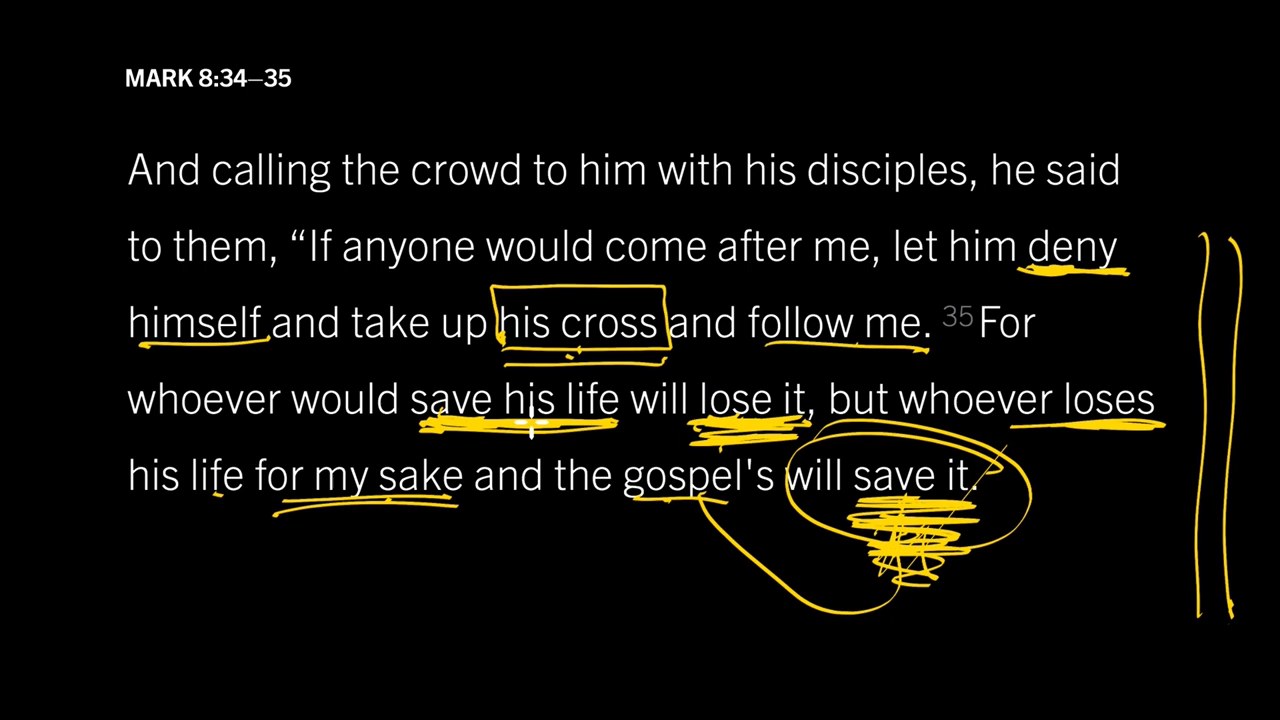 MARK 8:34–35
And calling the crowd to him with his disciples, he said
to them, “If anyone would come after me, let him deny
himself and take up his cross and follow me. 35 For
whoever would save his life will lose it, but whoever loses
his life for my sake and the gospel's will save it.